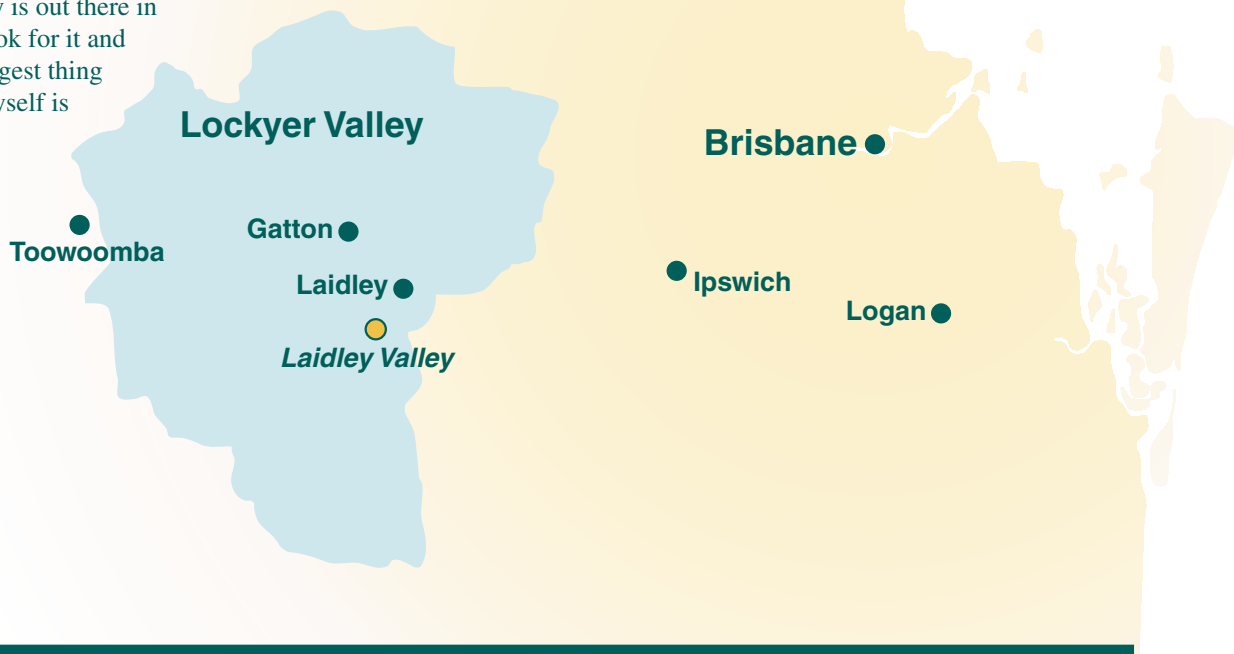 is out there in
ok for it and
gest thing
yself is
Lockyer Valley
Brisbane
Toowoomba
Gatton
Laidley
Laidley Valley
Ipswich
Logan